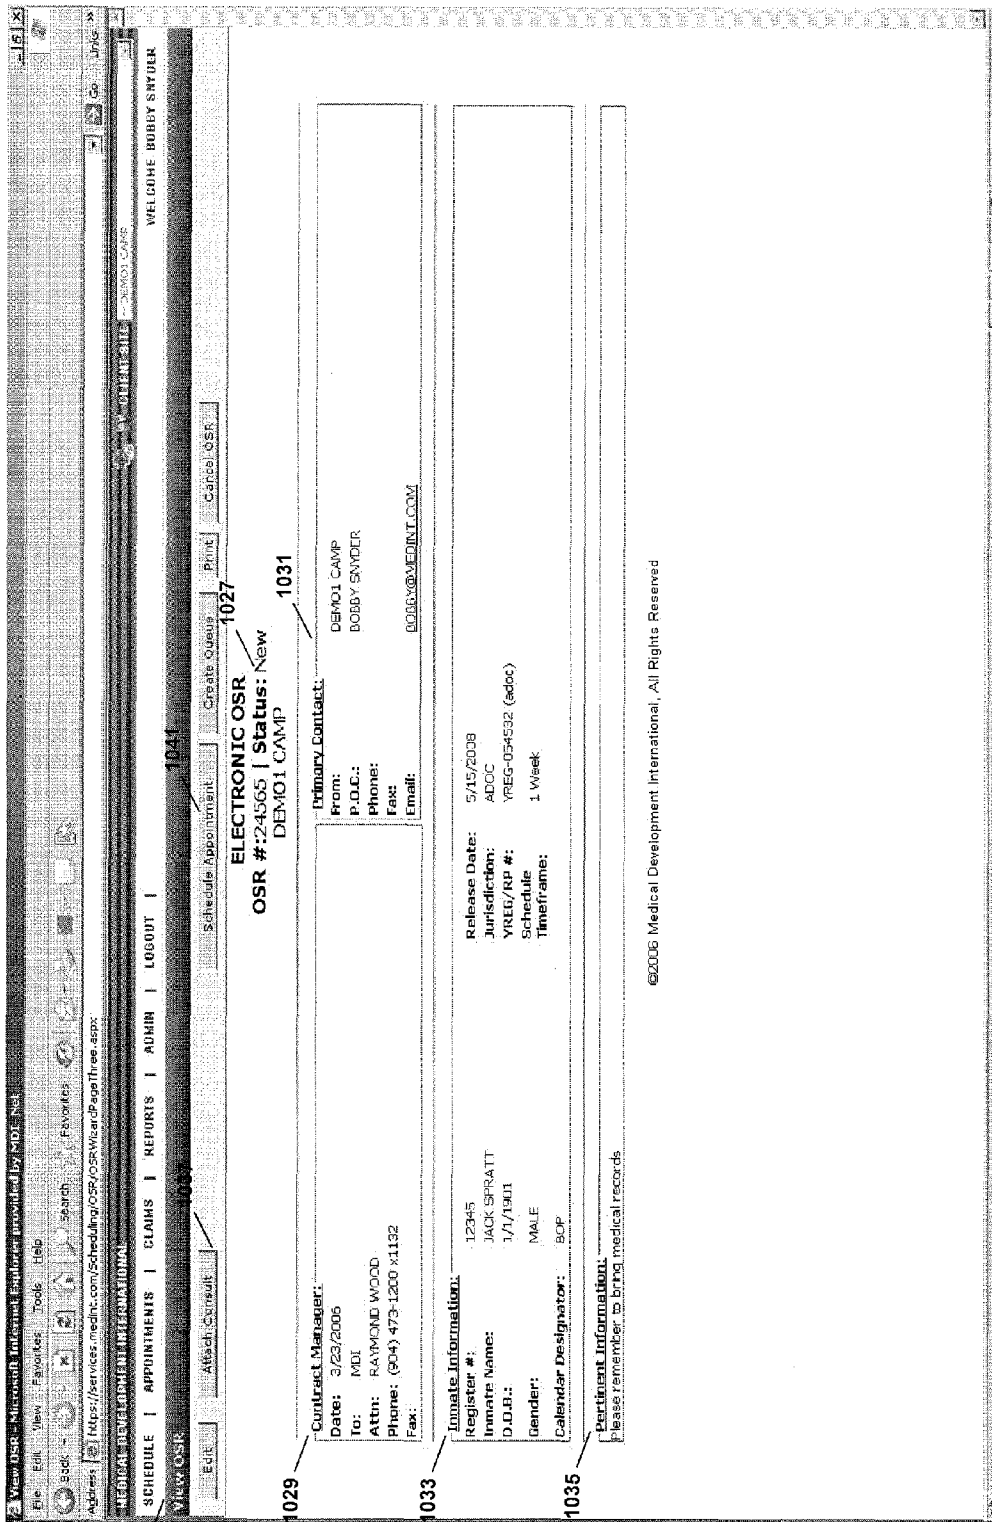 View OSR - Microsoft Internet Explorer provided by MDI-Net
File Edit View Favorites Tools Help
Back Search Favorites
Address https://services.medint.com/Scheduling/OSR/OSRWizardPageThree.aspx Go Links »
MEDICAL DEVELOPMENT INTERNATIONAL CLIENT SITE - DEMO1 CAMP
SCHEDULE | APPOINTMENTS | CLAIMS | REPORTS | ADMIN | LOGOUT | WELCOME BOBBY SNYDER
View OSR
1041
Edit Attach Consult Schedule Appointment Create Queue Print Cancel OSR
1027
ELECTRONIC OSR
OSR #:24565 | Status: New
DEMO1 CAMP
1029
1031
Contract Manager:
Date: 3/23/2006
To: MDI
Attn: RAYMOND WOOD
Phone: (904) 473-1200 x1132
Fax:
Primary Contact:
From: DEMO1 CAMP
P.O.C.: BOBBY SNYDER
Phone:
Fax:
Email: BOBBY@MEDINT.COM
1033
Inmate Information:
Register #: 12345
Inmate Name: JACK SPRATT
D.O.B.: 1/1/1901
Gender: MALE
Calendar Designator: BOP
Release Date: 5/15/2008
Jurisdiction: ADOC
YREG/RP #: YREG-054532 (adoc)
Schedule Timeframe: 1 Week
1035
Pertinent Information:
Please remember to bring medical records
©2006 Medical Development International, All Rights Reserved